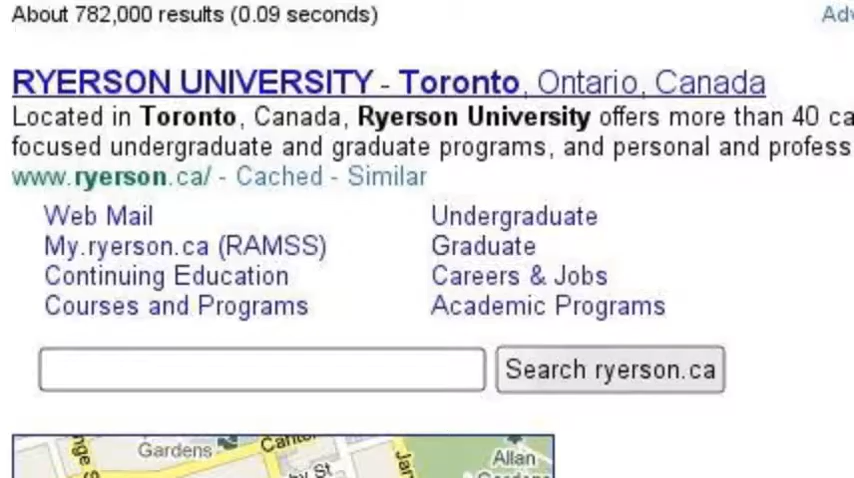 About 782,000 results (0.09 seconds)
RYERSON UNIVERSITY - Toronto, Ontario, Canada
Located in Toronto, Canada, Ryerson University offers more than 40 ca
focused undergraduate and graduate programs, and personal and profess
www.ryerson.ca/ - Cached - Similar
Web Mail Undergraduate
My.ryerson.ca (RAMSS) Graduate
Continuing Education Careers & Jobs
Courses and Programs Academic Programs
Search ryerson.ca
Gardens
Allan
Gardens